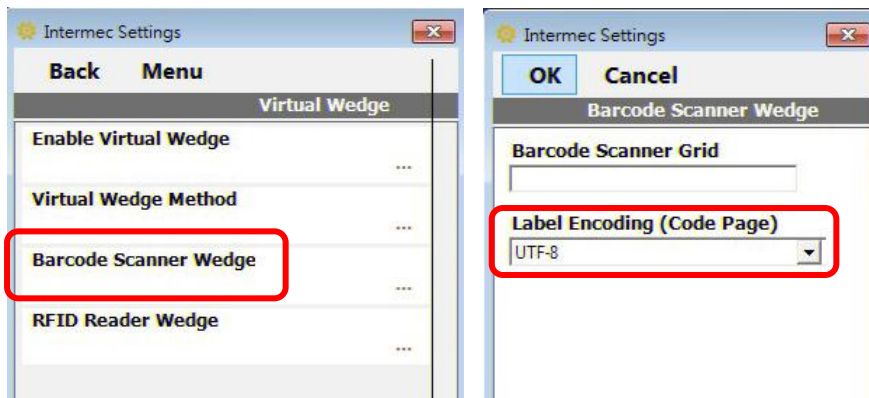 Intermec Settings
Back Menu
Virtual Wedge
Enable Virtual Wedge
...
Virtual Wedge Method
...
Barcode Scanner Wedge
...
RFID Reader Wedge
...
Intermec Settings
OK Cancel
Barcode Scanner Wedge
Barcode Scanner Grid
Label Encoding (Code Page)
UTF-8